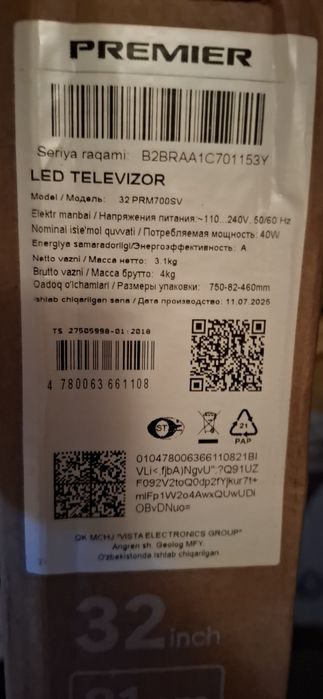 PREMIER
Seriya raqami: B2BRAA1C701153Y
LED TELEVIZOR
Model / Модель: 32 PRM700SV
Elektr manbai / Напряжения питания:~110...240V, 50/60 Hz
Nominal iste'mol quvvati / Потребляемая мощность: 40W
Energiya samaradorligi/Энергоэффективность: A
Netto vazni / Масса нетто: 3.1kg
Brutto vazni / Масса брутто: 4kg
Qadoq o'lchamlari / Размеры упаковки: 750-82-460mm
Ishlab chiqarilgan sana / Дата производство: 11.07.2025
TS 27505998-01:2018
4 780063 661108
ST
21
PAP
010478006366110821BI
VLi<.fjbA)NgvU".?Q91UZ
F092V2toQ0dp2fYjkur7t+
mlFp1W2o4AwxQUwUDi
OBvDNuo=
QK MCHJ "VISTA ELECTRONICS GROUP"
Angren sh. Geolog MFY.
O'zbekistonda ishlab chiqarilgan.
32 inch